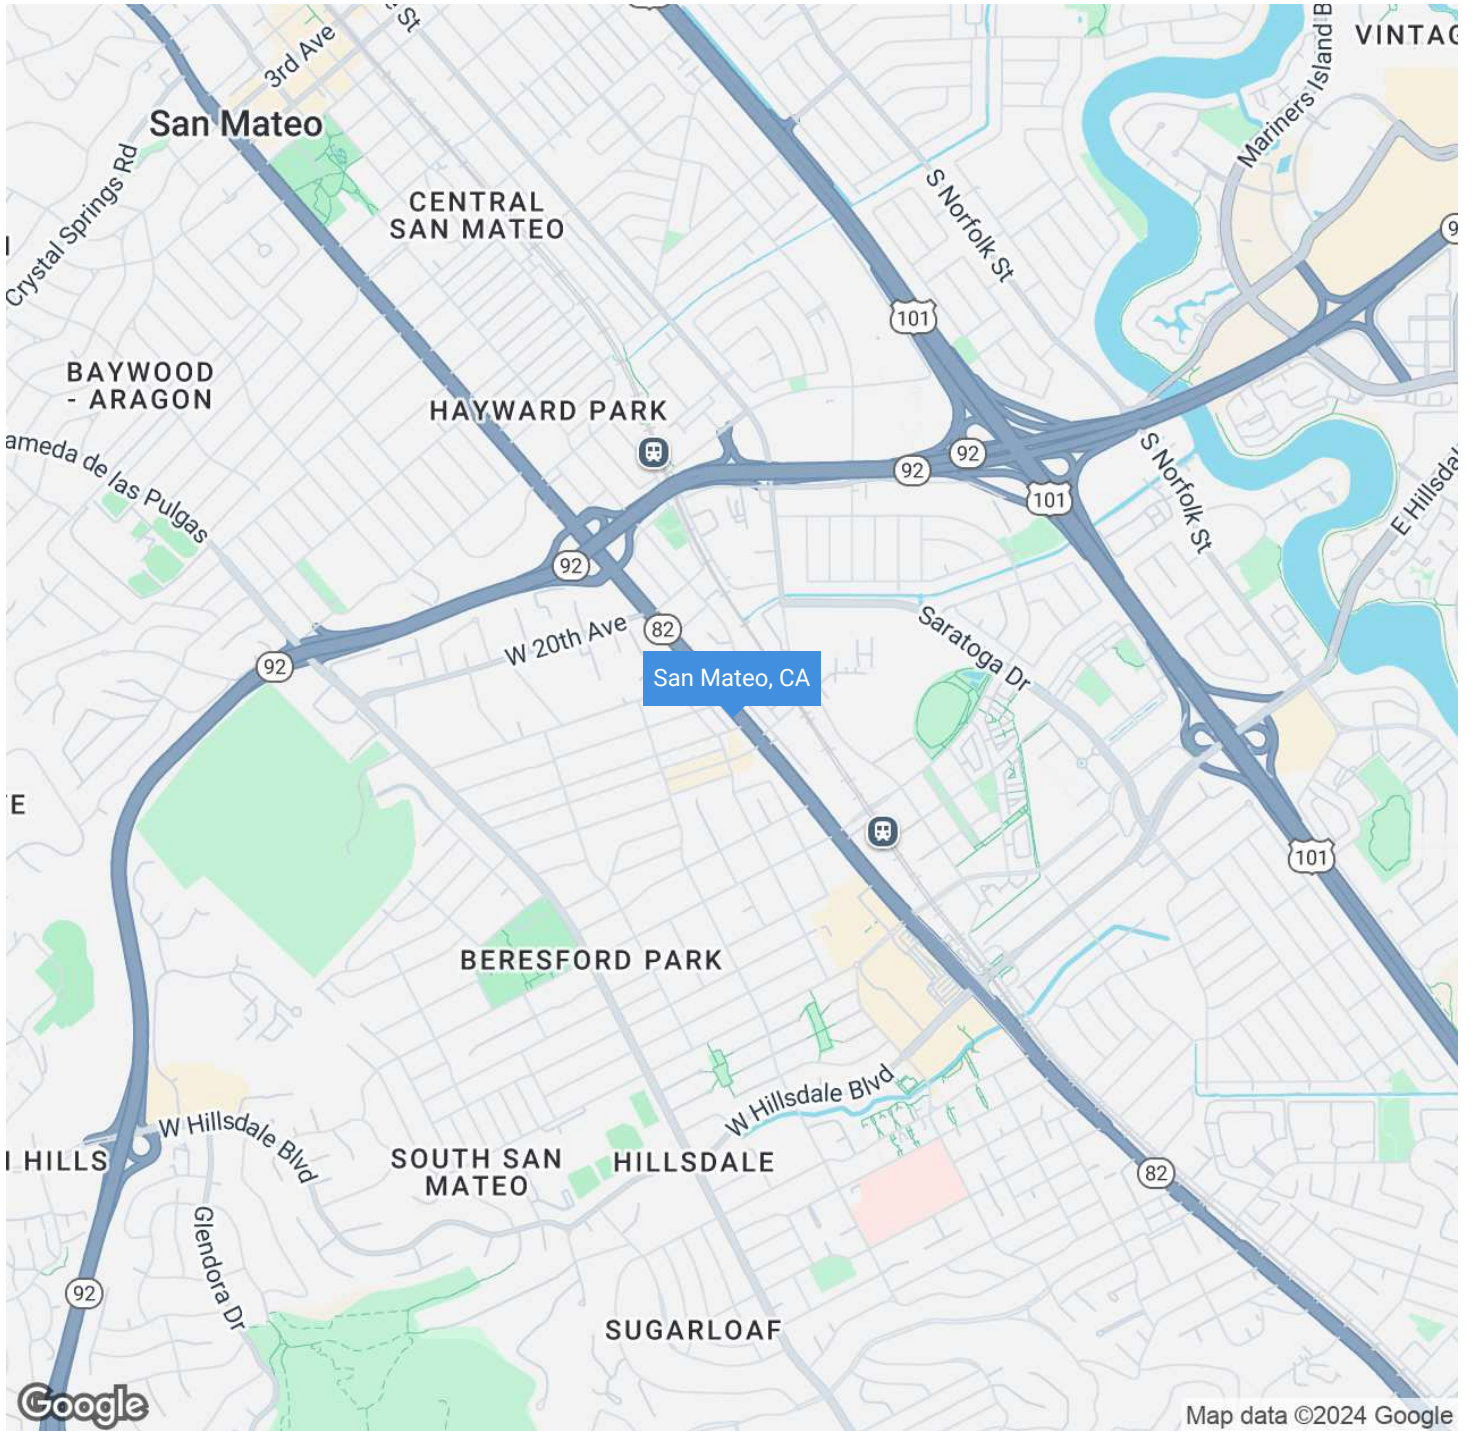 a St
3rd Ave
San Mateo
Mariners Island B
VINTAG
Crystal Springs Rd
CENTRAL
SAN MATEO
S Norfolk St
9
101
BAYWOOD
- ARAGON
HAYWARD PARK
ameda de las Pulgas
92
92
101
S Norfolk St
E Hillsdal
92
92
W 20th Ave
82
Saratoga Dr
San Mateo, CA
E
101
BERESFORD PARK
W Hillsdale Blvd
W Hillsdale Blvd
HILLS
SOUTH SAN
MATEO
HILLSDALE
82
Glendora Dr
92
SUGARLOAF
Google
Map data ©2024 Google